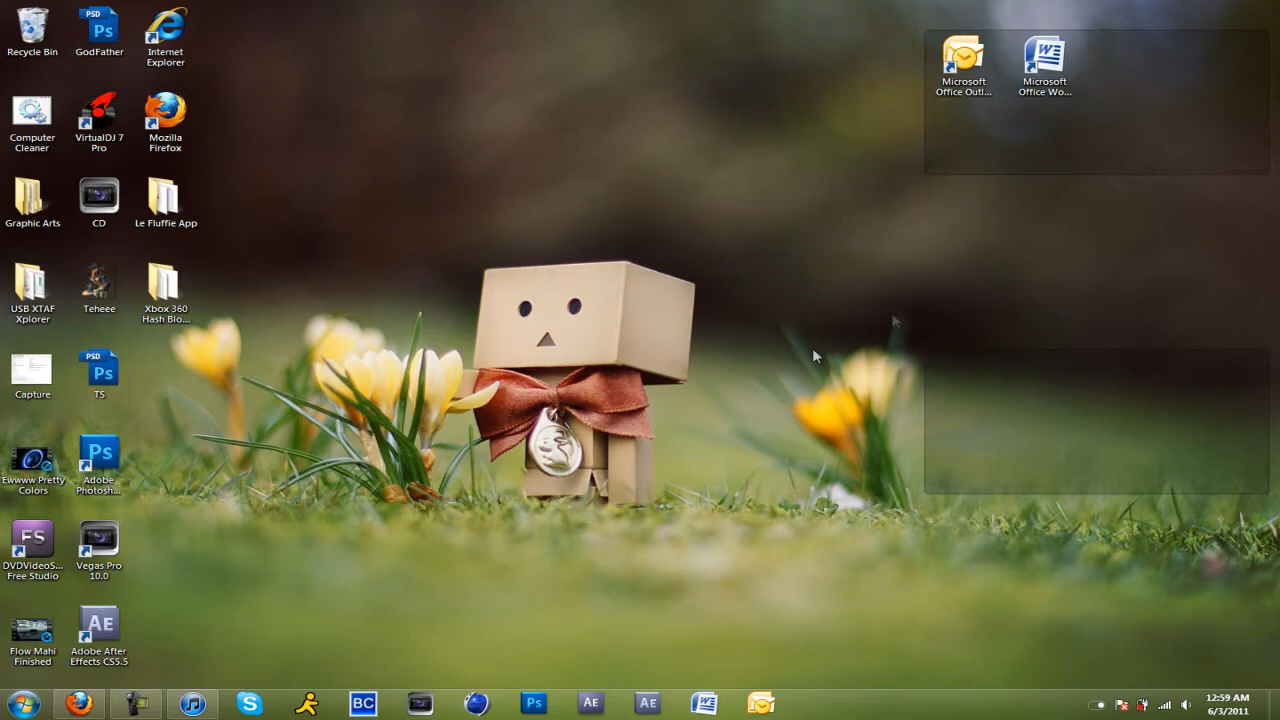 Recycle Bin
PSD
Ps
GodFather
Internet
Explorer
Computer
Cleaner
VirtualDJ 7
Pro
Mozilla
Firefox
Graphic Arts
CD
Le Fluffie App
USB XTAF
Xplorer
Teheee
Xbox 360
Hash Blo...
Capture
PSD
Ps
TS
Ewwww Pretty
Colors
Ps
Adobe
Photosh...
FS
DVDVideoS...
Free Studio
Vegas Pro
10.0
Flow Mahi
Finished
AE
Adobe After
Effects CS5.5
W
Microsoft
Office Outl...
Microsoft
Office Wo...
S
BC
Ps
AE
AE
W
12:59 AM
6/3/2011